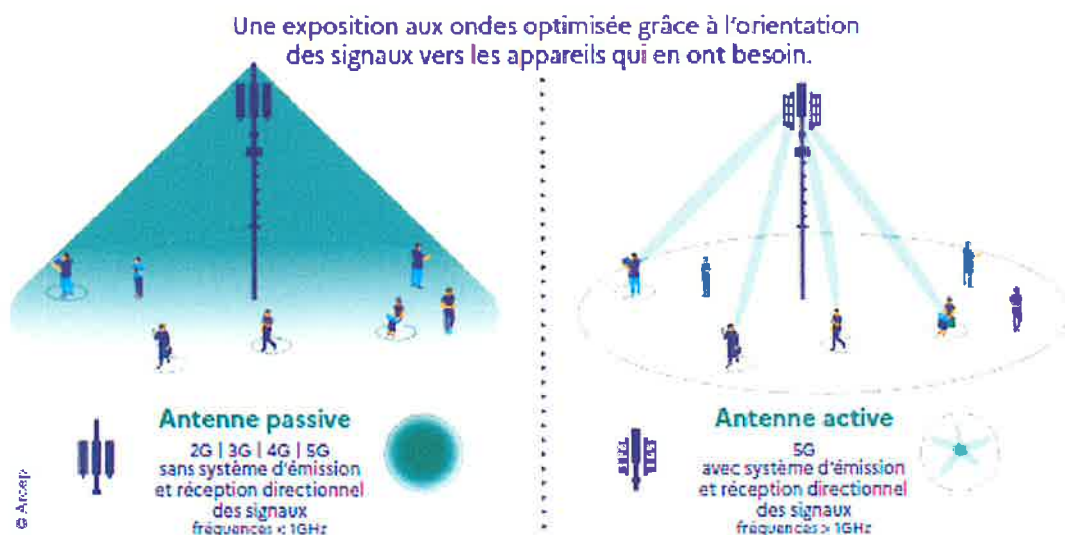 Une exposition aux ondes optimisée grâce à l'orientation
des signaux vers les appareils qui en ont besoin.
Antenne passive
2G | 3G | 4G | 5G
sans système d'émission
et réception directionnel
des signaux
fréquences < 1GHz
Antenne active
5G
avec système d'émission
et réception directionnel
des signaux
fréquences > 1GHz
© Arcep